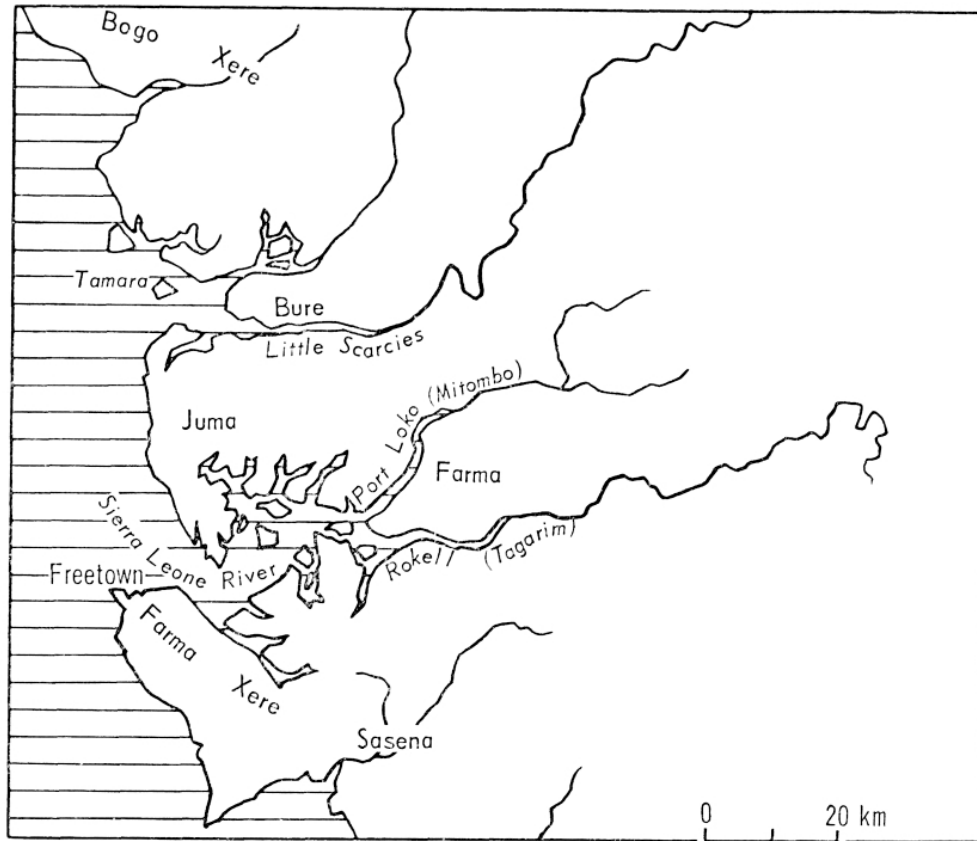 Bogo
Xere
Tamara
Bure
Little Scarcies
Juma
Port Loko (Mitombo)
Farma
Sierra Leone River
Rokell (Tagarim)
Freetown
Farma
Xere
Sasena
0 20 km